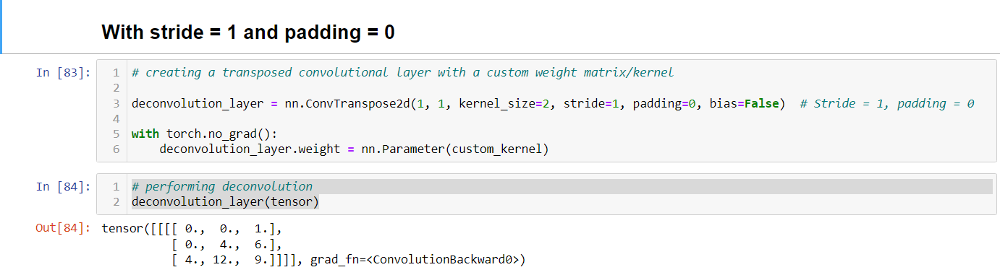 With stride = 1 and padding = 0
In [83]:
1 # creating a transposed convolutional layer with a custom weight matrix/kernel
2
3 deconvolution_layer = nn.ConvTranspose2d(1, 1, kernel_size=2, stride=1, padding=0, bias=False)  # Stride = 1, padding = 0
4
5 with torch.no_grad():
6     deconvolution_layer.weight = nn.Parameter(custom_kernel)
In [84]:
1 # performing deconvolution
2 deconvolution_layer(tensor)
Out[84]: tensor([[[[ 0.,  0.,  1.],
          [ 0.,  4.,  6.],
          [ 4., 12.,  9.]]]], grad_fn=<ConvolutionBackward0>)